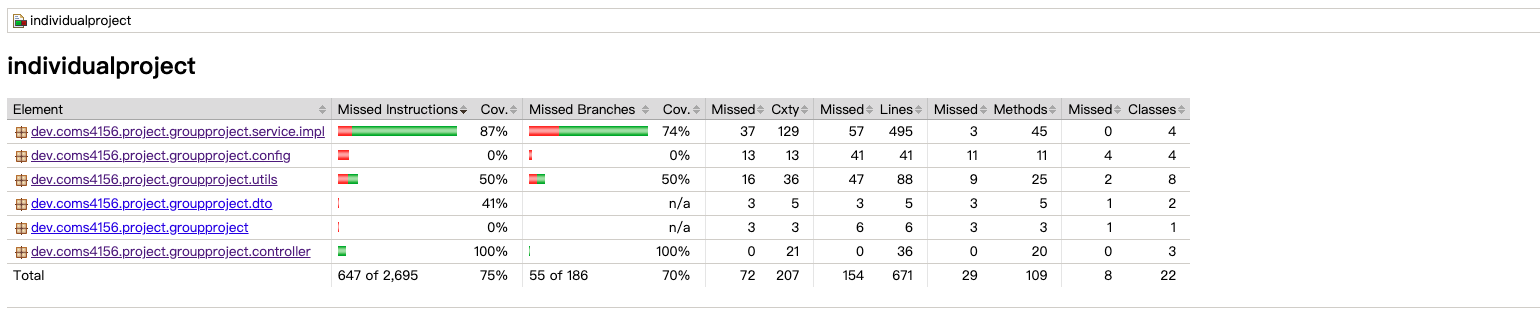 individualproject
individualproject
Element Missed Instructions Cov. Missed Branches Cov. Missed Cxty Missed Lines Missed Methods Missed Classes
dev.coms4156.project.groupproject.service.impl 87% 74% 37 129 57 495 3 45 0 4
dev.coms4156.project.groupproject.config 0% 0% 13 13 41 41 11 11 4 4
dev.coms4156.project.groupproject.utils 50% 50% 16 36 47 88 9 25 2 8
dev.coms4156.project.groupproject.dto 41% n/a 3 5 3 5 3 5 1 2
dev.coms4156.project.groupproject 0% n/a 3 3 6 6 3 3 1 1
dev.coms4156.project.groupproject.controller 100% 100% 0 21 0 36 0 20 0 3
Total 647 of 2,695 75% 55 of 186 70% 72 207 154 671 29 109 8 22